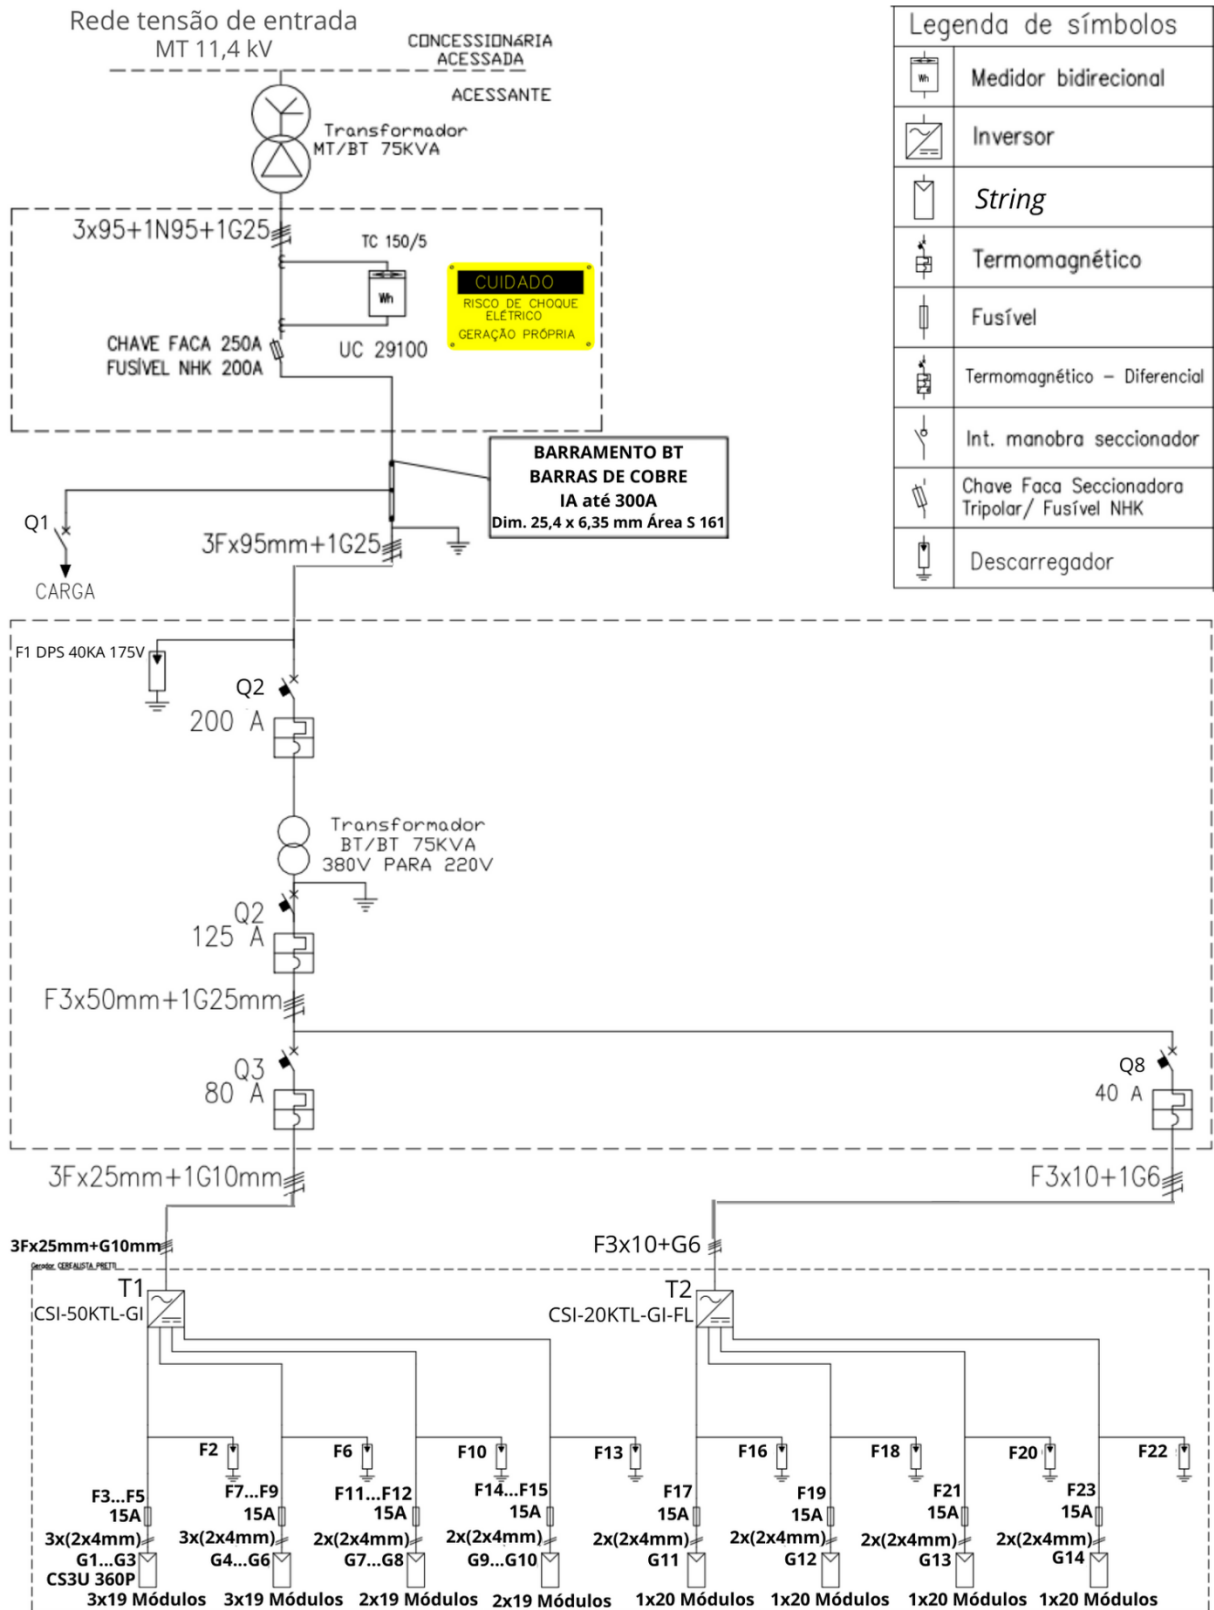 Rede tensão de entrada
MT 11,4 kV
CONCESSIONáRIA
ACESSADA
ACESSANTE
Transformador
MT/BT 75KVA
3x95+1N95+1G25
TC 150/5
Wh
CUIDADO
RISCO DE CHOQUE
ELÉTRICO
GERAÇÃO PRÓPRIA
CHAVE FACA 250A
FUSÍVEL NHK 200A
UC 29100
BARRAMENTO BT
BARRAS DE COBRE
IA até 300A
Dim. 25,4 x 6,35 mm Área S 161
Q1
CARGA
3Fx95mm+1G25
Legenda de símbolos
Wh
Medidor bidirecional
Inversor
String
Termomagnético
Fusível
Termomagnético – Diferencial
Int. manobra seccionador
Chave Faca Seccionadora
Tripolar/ Fusível NHK
Descarregador
F1 DPS 40KA 175V
Q2
200 A
Transformador
BT/BT 75KVA
380V PARA 220V
Q2
125 A
F3x50mm+1G25mm
Q3
80 A
Q8
40 A
3Fx25mm+1G10mm
F3x10+1G6
3Fx25mm+G10mm
F3x10+G6
Gerador CEREALISTA PRETTI
T1
CSI-50KTL-GI
T2
CSI-20KTL-GI-FL
F2 F6 F10 F13 F16 F18 F20 F22
F3...F5 F7...F9 F11...F12 F14...F15 F17 F19 F21 F23
15A 15A 15A 15A 15A 15A 15A 15A
3x(2x4mm) 3x(2x4mm) 2x(2x4mm) 2x(2x4mm) 2x(2x4mm) 2x(2x4mm) 2x(2x4mm) 2x(2x4mm)
G1...G3 G4...G6 G7...G8 G9...G10 G11 G12 G13 G14
CS3U 360P
3x19 Módulos 3x19 Módulos 2x19 Módulos 2x19 Módulos 1x20 Módulos 1x20 Módulos 1x20 Módulos 1x20 Módulos